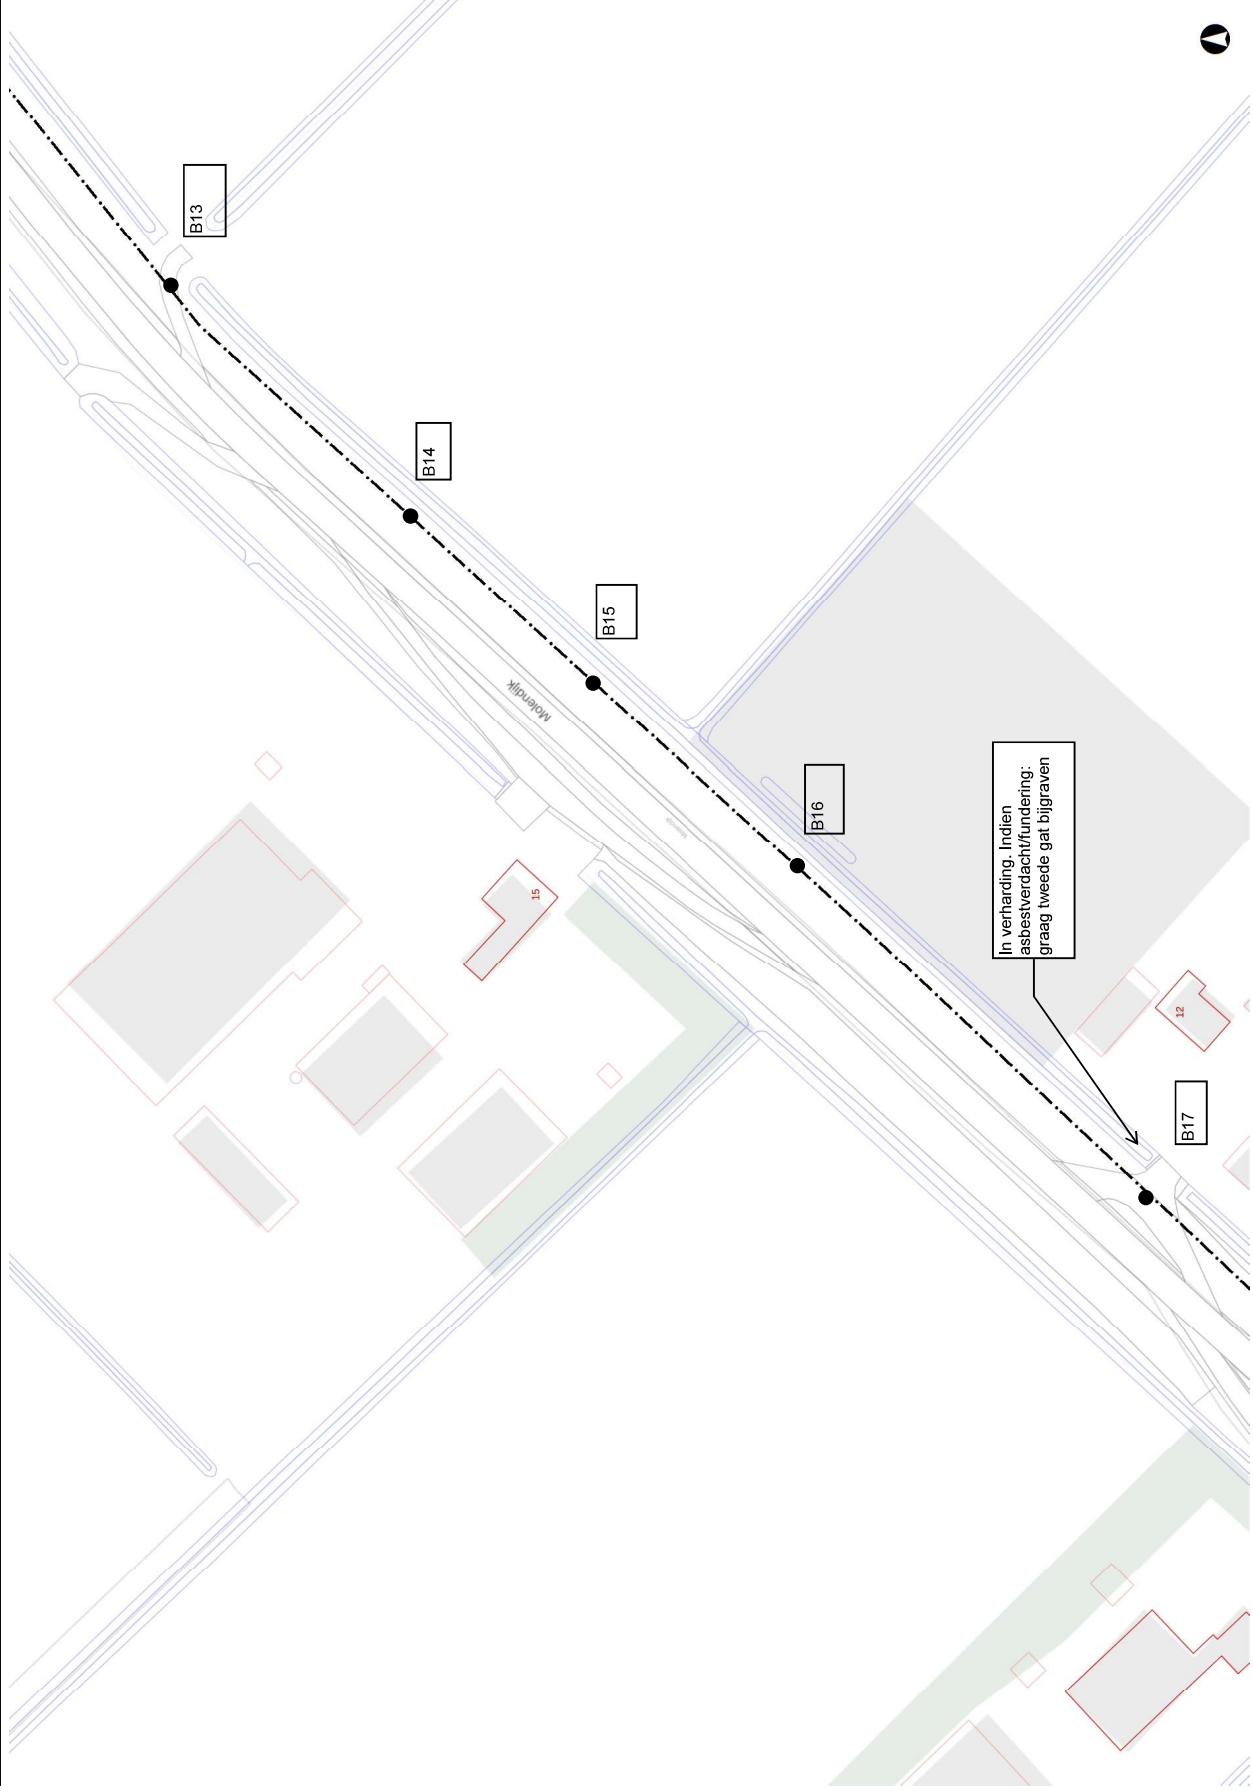 B13
B14
B15
Molendijk
B16
15
In verharding. Indien
asbestverdacht/fundering:
graag tweede gat bijgraven
12
B17